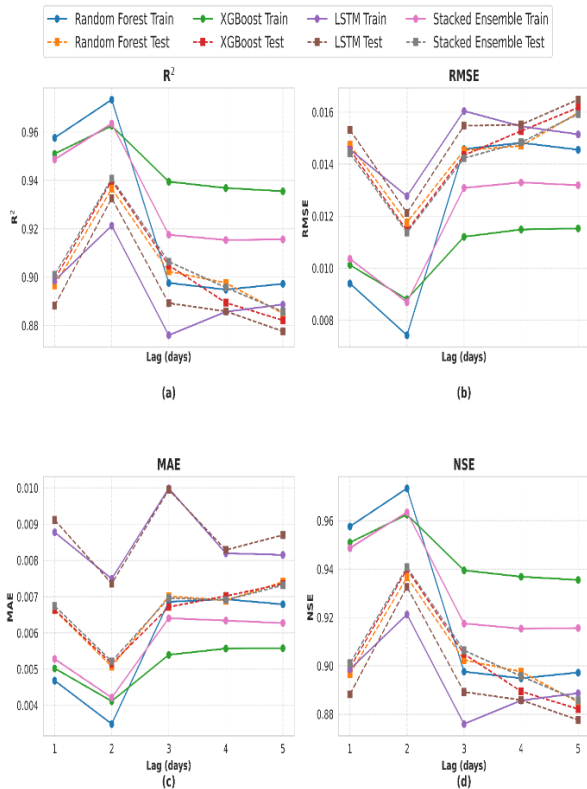 Random Forest Train XGBoost Train LSTM Train Stacked Ensemble Train
Random Forest Test XGBoost Test LSTM Test Stacked Ensemble Test
R² RMSE
0.96
0.94
0.92
0.90
0.88
R²
Lag (days)
(a)
0.016
0.014
0.012
0.010
0.008
RMSE
Lag (days)
(b)
MAE NSE
0.010
0.009
0.008
0.007
0.006
0.005
0.004
MAE
1 2 3 4 5
Lag (days)
(c)
0.96
0.94
0.92
0.90
0.88
NSE
1 2 3 4 5
Lag (days)
(d)